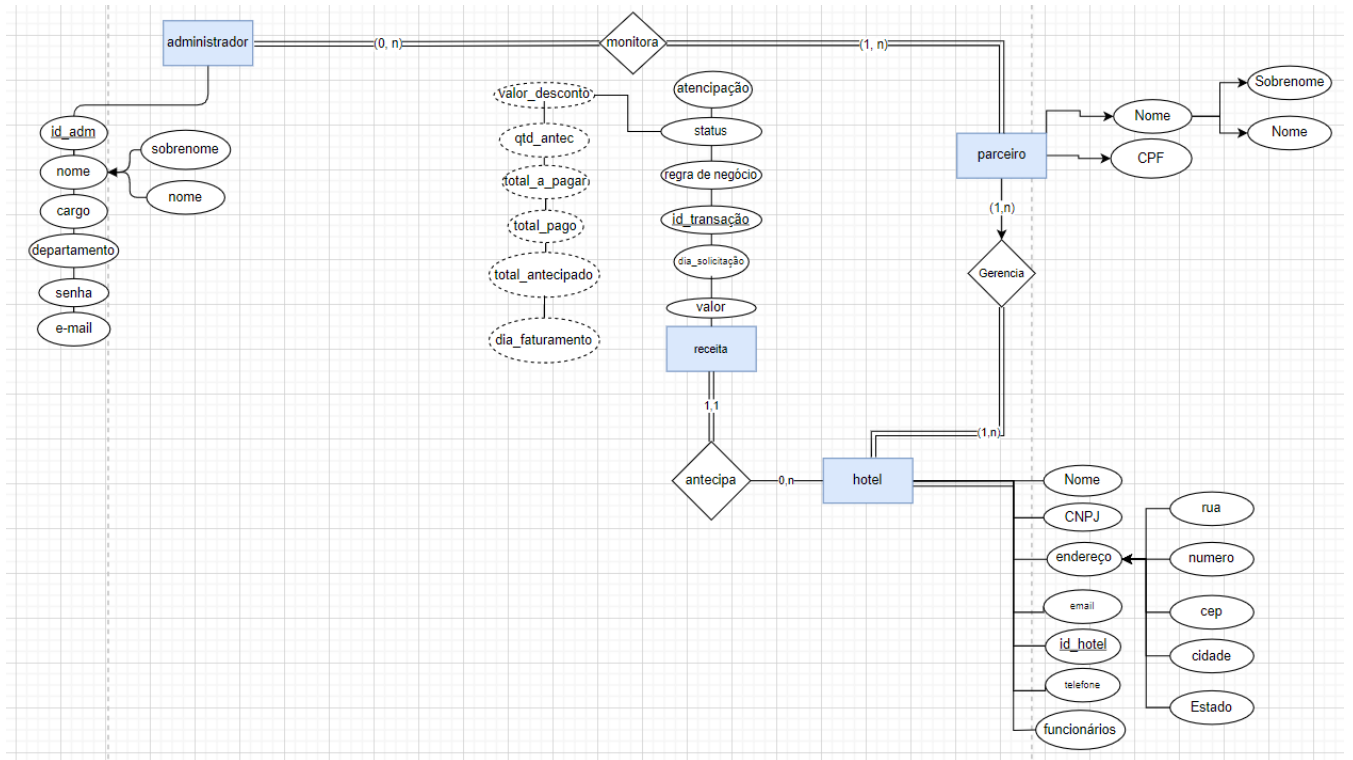 administrador
(0, n)
monitora
(1, n)
id_adm
nome
sobrenome
nome
cargo
departamento
senha
e-mail
valor_desconto
qtd_antec
total_a_pagar
total_pago
total_antecipado
dia_faturamento
atencipação
status
regra de negócio
id_transação
dia_solicitação
valor
receita
1,1
antecipa
0,n
hotel
parceiro
Nome
Sobrenome
Nome
CPF
(1,n)
Gerencia
(1,n)
Nome
CNPJ
endereço
email
id_hotel
telefone
funcionários
rua
numero
cep
cidade
Estado